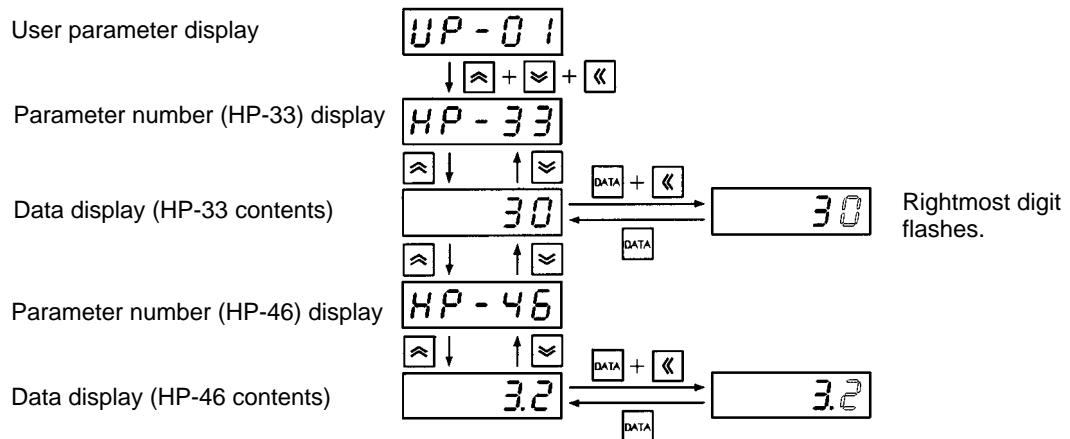 User parameter display
UP-01
+ +
Parameter number (HP-33) display
HP-33
DATA +
Data display (HP-33 contents)
30
30
Rightmost digit
flashes.
DATA
Parameter number (HP-46) display
HP-46
DATA +
Data display (HP-46 contents)
3.2
3.2
DATA